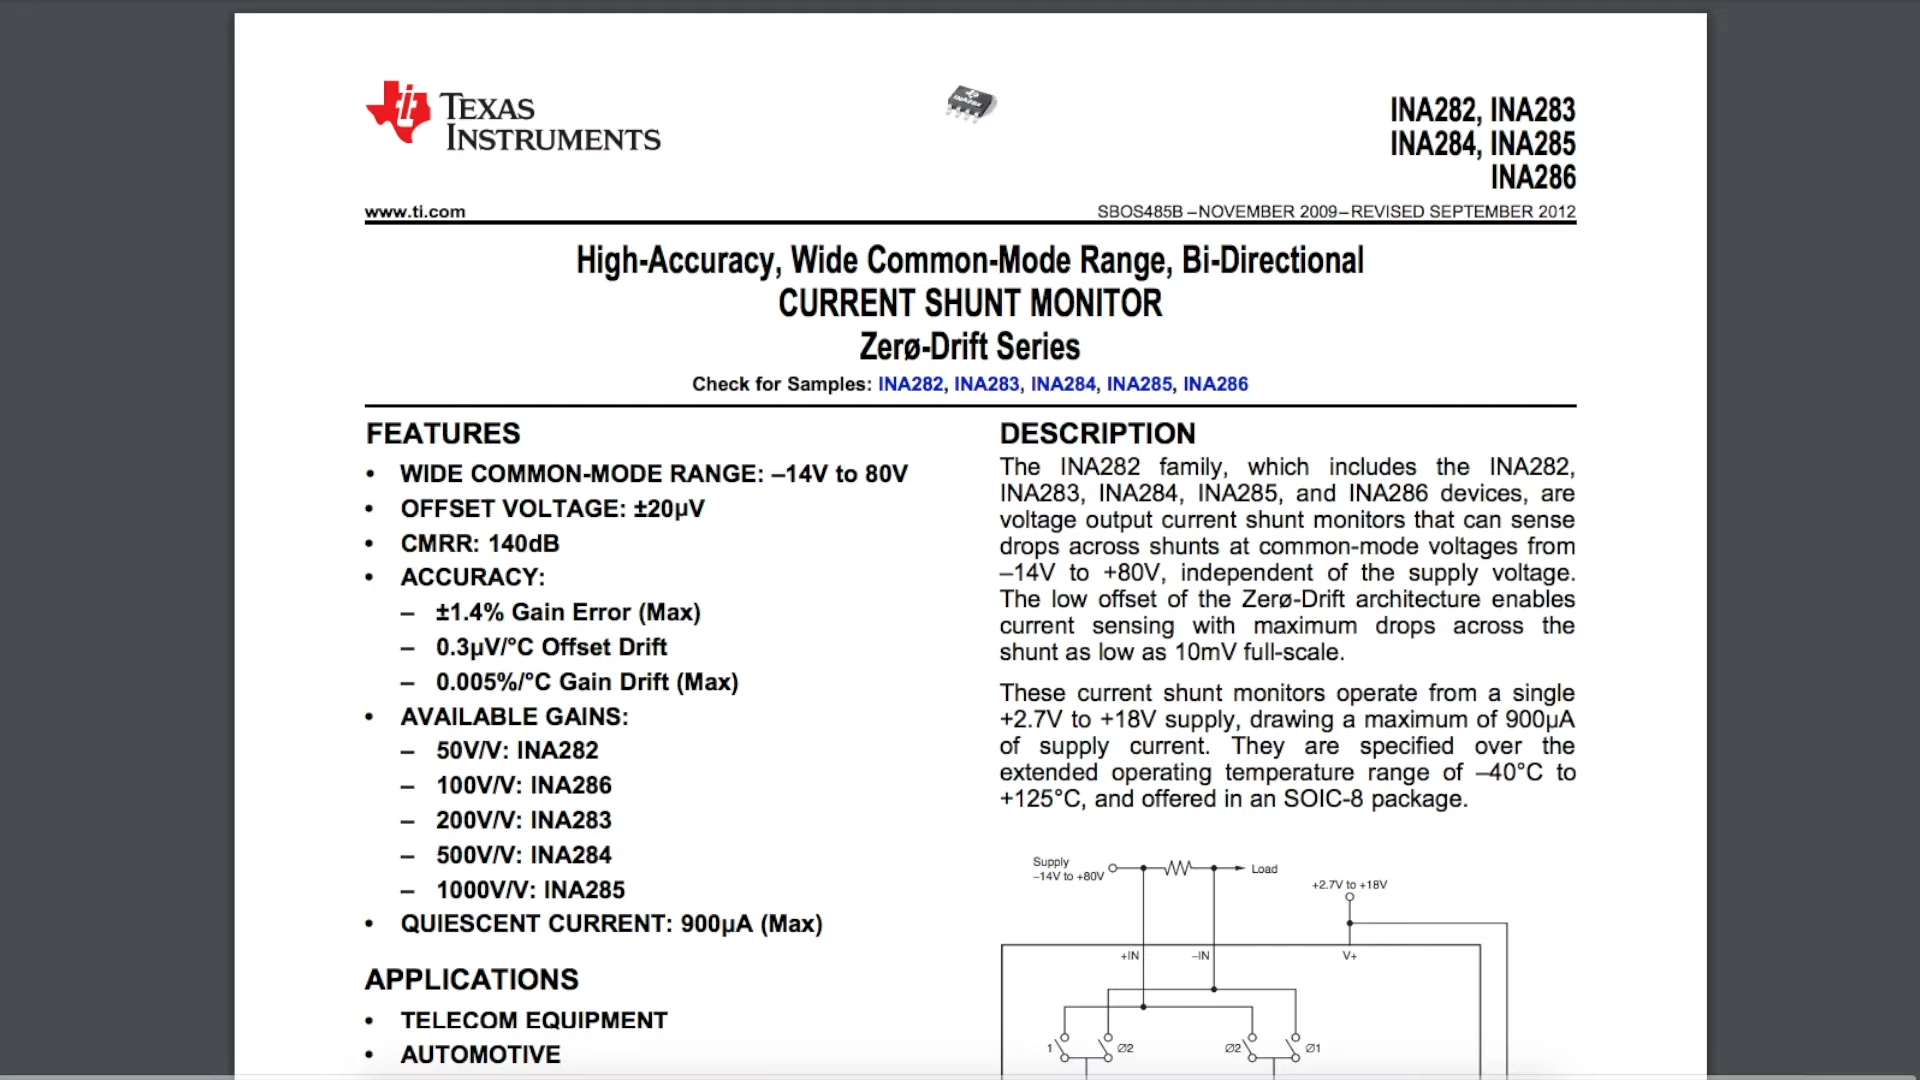 TEXAS
INSTRUMENTS
INA282
INA282, INA283
INA284, INA285
INA286
www.ti.com
SBOS485B –NOVEMBER 2009–REVISED SEPTEMBER 2012
High-Accuracy, Wide Common-Mode Range, Bi-Directional
CURRENT SHUNT MONITOR
Zerø-Drift Series
Check for Samples: INA282, INA283, INA284, INA285, INA286
FEATURES
• WIDE COMMON-MODE RANGE: –14V to 80V
• OFFSET VOLTAGE: ±20µV
• CMRR: 140dB
• ACCURACY:
– ±1.4% Gain Error (Max)
– 0.3µV/°C Offset Drift
– 0.005%/°C Gain Drift (Max)
• AVAILABLE GAINS:
– 50V/V: INA282
– 100V/V: INA286
– 200V/V: INA283
– 500V/V: INA284
– 1000V/V: INA285
• QUIESCENT CURRENT: 900µA (Max)
APPLICATIONS
• TELECOM EQUIPMENT
• AUTOMOTIVE
DESCRIPTION
The INA282 family, which includes the INA282,
INA283, INA284, INA285, and INA286 devices, are
voltage output current shunt monitors that can sense
drops across shunts at common-mode voltages from
–14V to +80V, independent of the supply voltage.
The low offset of the Zerø-Drift architecture enables
current sensing with maximum drops across the
shunt as low as 10mV full-scale.
These current shunt monitors operate from a single
+2.7V to +18V supply, drawing a maximum of 900µA
of supply current. They are specified over the
extended operating temperature range of –40°C to
+125°C, and offered in an SOIC-8 package.
Supply
–14V to +80V
Load
+2.7V to +18V
+IN
–IN
V+
1
Ø2
Ø2
Ø1